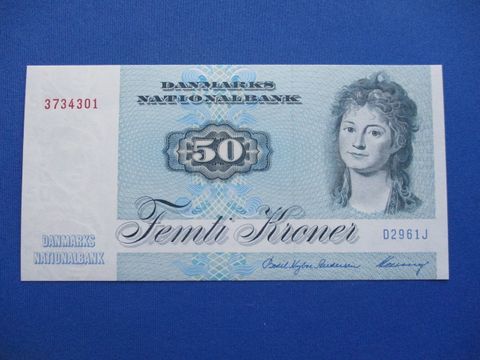 DANMARKS
NATIONALBANK
3734301
50
Femti Kroner
D2961J
DANMARKS
NATIONALBANK